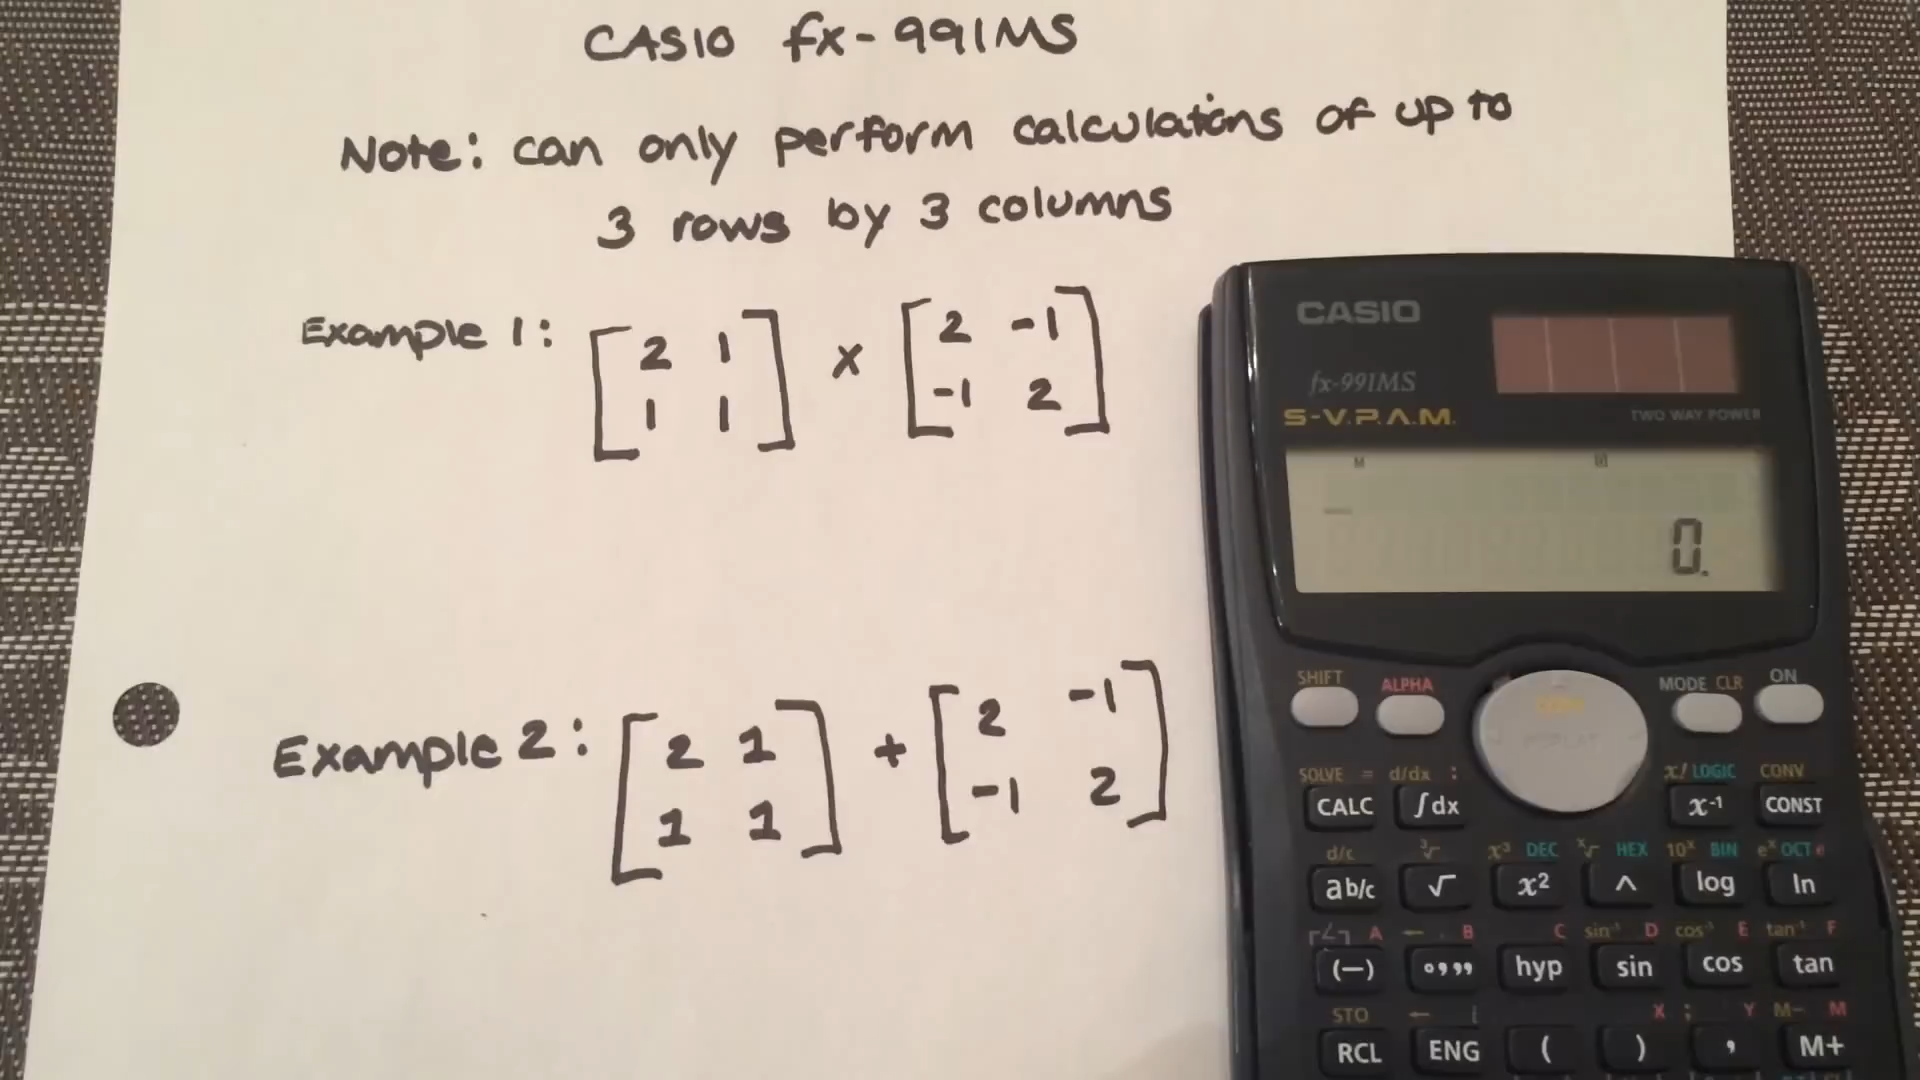 CASIO fx-991MS
Note: can only perform calculations of up to
3 rows by 3 columns
Example 1: [2 1 × [2 -1
1 1] -1 2]
Example 2: [2 1 + [2 -1
1 1] -1 2]
CASIO
fx-991MS
S-V.P.A.M.
TWO WAY POWER
M D
0.
SHIFT ALPHA MODE CLR ON
SOLVE = d/dx : x! LOGIC CONV
CALC ∫dx x-1 CONST
d/c 3√ x³ DEC x√ HEX 10x BIN ex OCT e
ab/c √ x² ^ log ln
A ← B C sin-1 D cos-1 E tan-1 F
(−) °,,, hyp sin cos tan
STO ← i X ; Y M− M
RCL ENG ( ) , M+